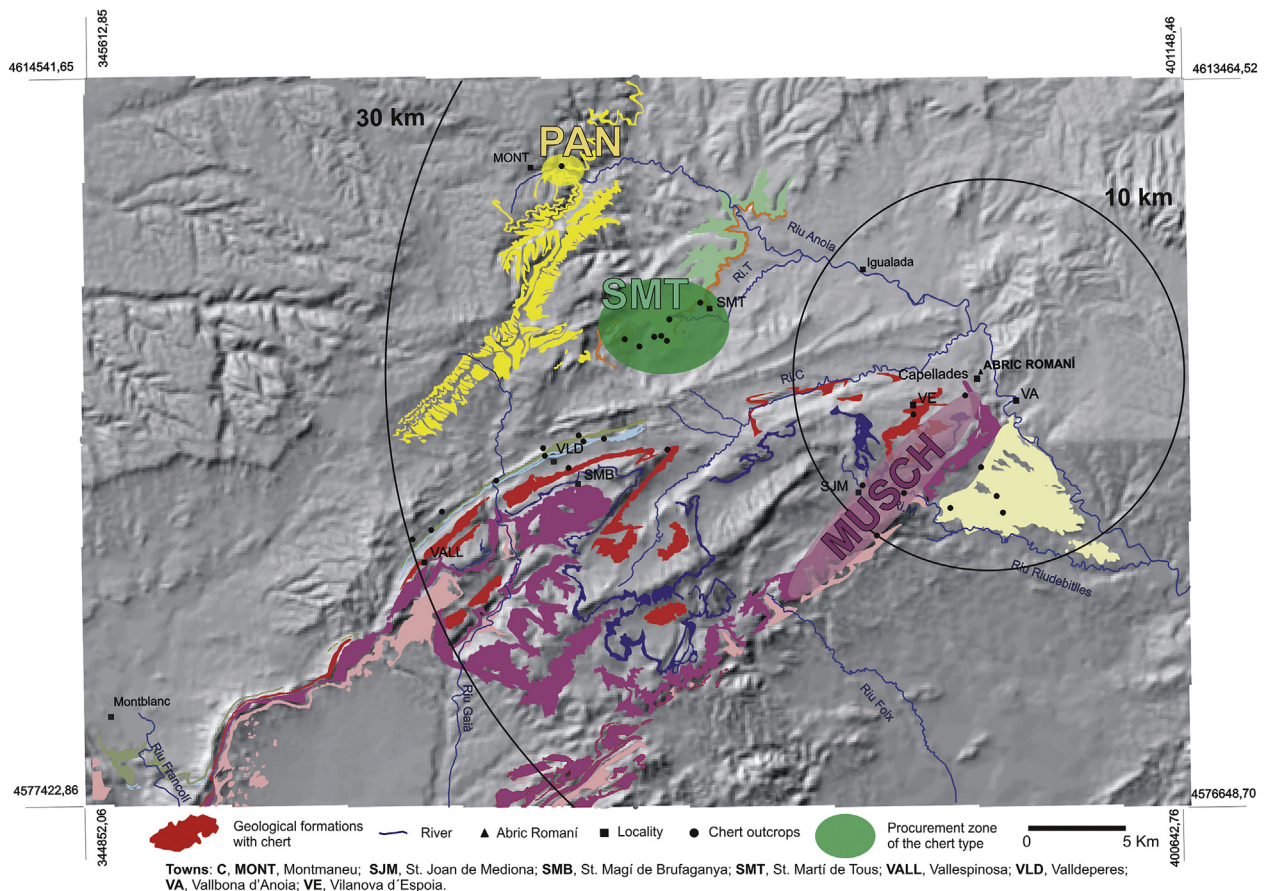 345612,85
401148,46
4614541,65
4613464,52
30 km
PAN
MONT
10 km
Riu Anoia
Igualada
Ri.T
SMT
SMT
ABRIC ROMANÍ
Capellades
Ri.C
VE
VA
VLD
SMB
MUSCH
SJM
VALL
Riu Riudebitlles
Montblanc
Riu Gaià
Riu Foix
Riu Francolí
4577422,86
4576648,70
344852,06
400642,76
Geological formations
with chert
River
Abric Romaní
Locality
Chert outcrops
Procurement zone
of the chert type
0
5 Km
Towns: C, MONT, Montmaneu; SJM, St. Joan de Mediona; SMB, St. Magí de Brufaganya; SMT, St. Martí de Tous; VALL, Vallespinosa; VLD, Valldeperes;
VA, Vallbona d'Anoia; VE, Vilanova d´Espoia.